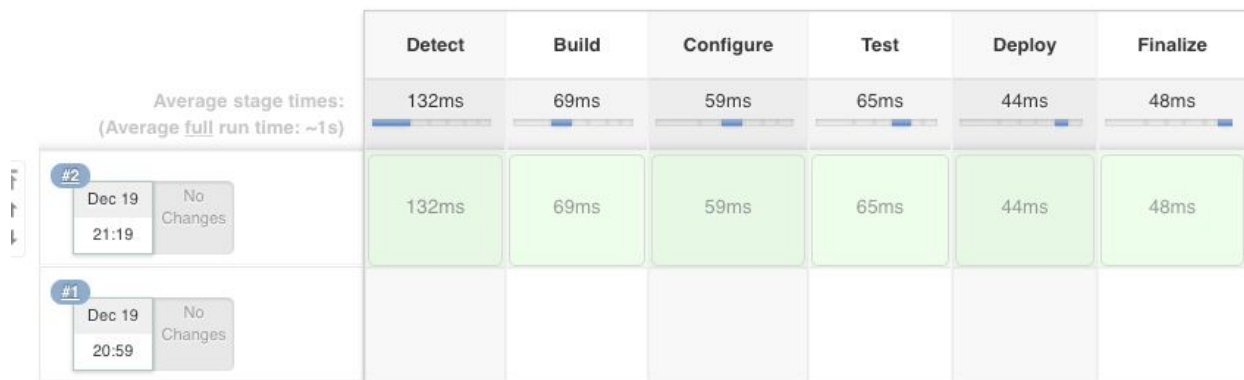 Detect Build Configure Test Deploy Finalize
Average stage times: 132ms 69ms 59ms 65ms 44ms 48ms
(Average full run time: ~1s)
#2
Dec 19 No
Changes
21:19
132ms 69ms 59ms 65ms 44ms 48ms
#1
Dec 19 No
Changes
20:59